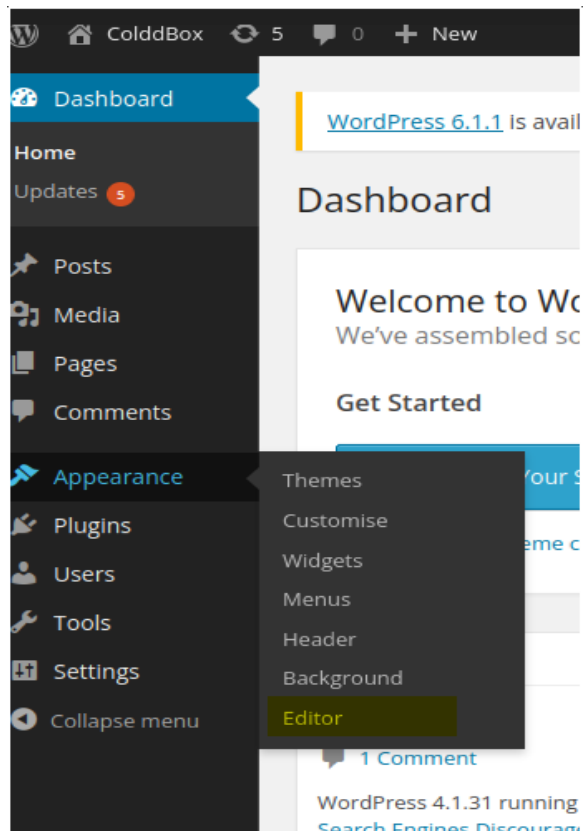 ColddBox 5 0 New
Dashboard
Home
Updates 5
Posts
Media
Pages
Comments
Appearance
Plugins
Users
Tools
Settings
Collapse menu
Themes
Customise
Widgets
Menus
Header
Background
Editor
WordPress 6.1.1 is avail
Dashboard
Welcome to Wo
We've assembled so
Get Started
Your S
eme c
1 Comment
WordPress 4.1.31 running
Search Engines Discourage